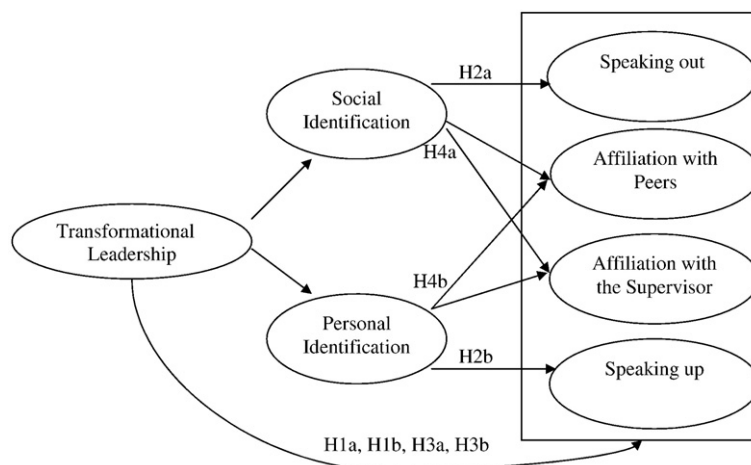 Speaking out
H2a
Social
Identification
H4a
Affiliation with
Peers
Transformational
Leadership
Affiliation with
the Supervisor
H4b
Personal
Identification
H2b
Speaking up
H1a, H1b, H3a, H3b